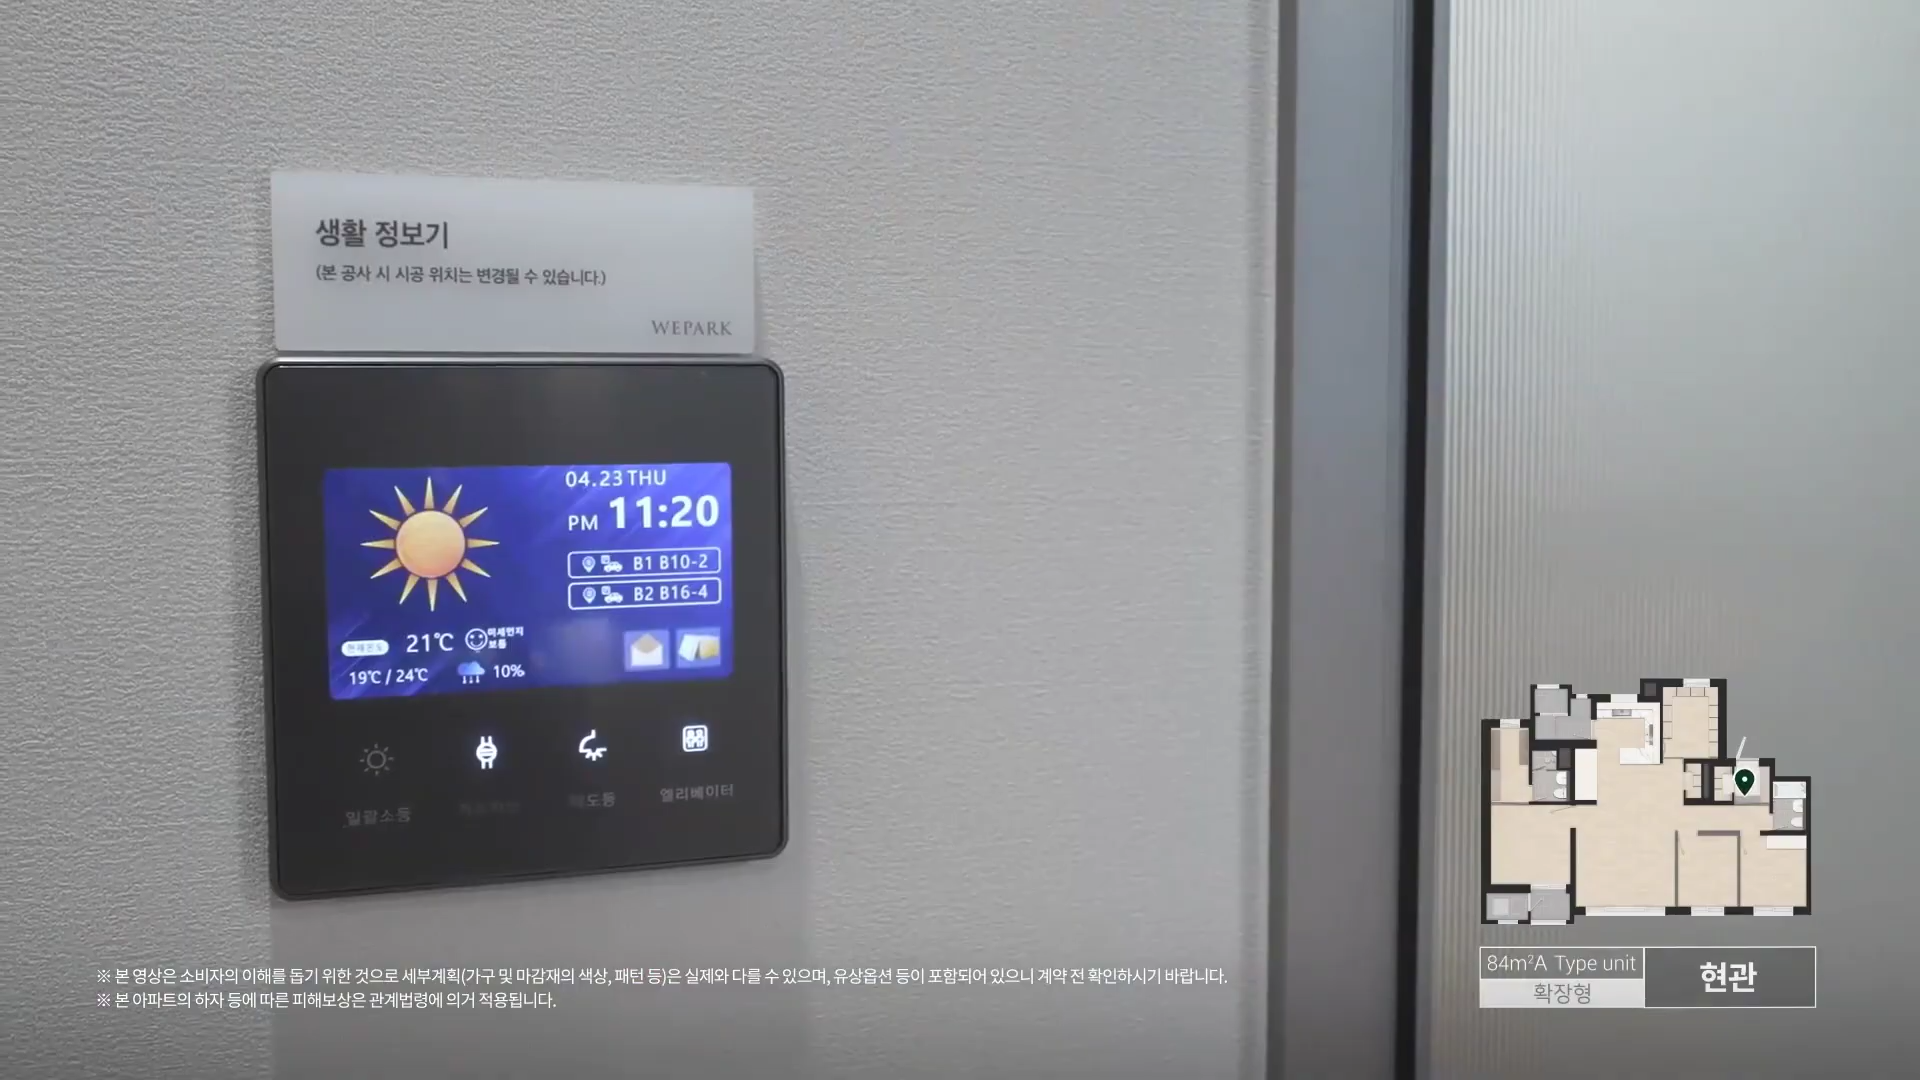 생활 정보기
(본 공사 시 시공 위치는 변경될 수 있습니다.)
WEPARK
04.23 THU
PM 11:20
B1 B10-2
B2 B16-4
21℃ 미세먼지 보통
19℃ / 24℃ 10%
일괄소등 엘리베이터
※ 본 영상은 소비자의 이해를 돕기 위한 것으로 세부계획(가구 및 마감재의 색상, 패턴 등)은 실제와 다를 수 있으며, 유상옵션 등이 포함되어 있으니 계약 전 확인하시기 바랍니다.
※ 본 아파트의 하자 등에 따른 피해보상은 관계법령에 의거 적용됩니다.
84m²A Type unit
확장형
현관